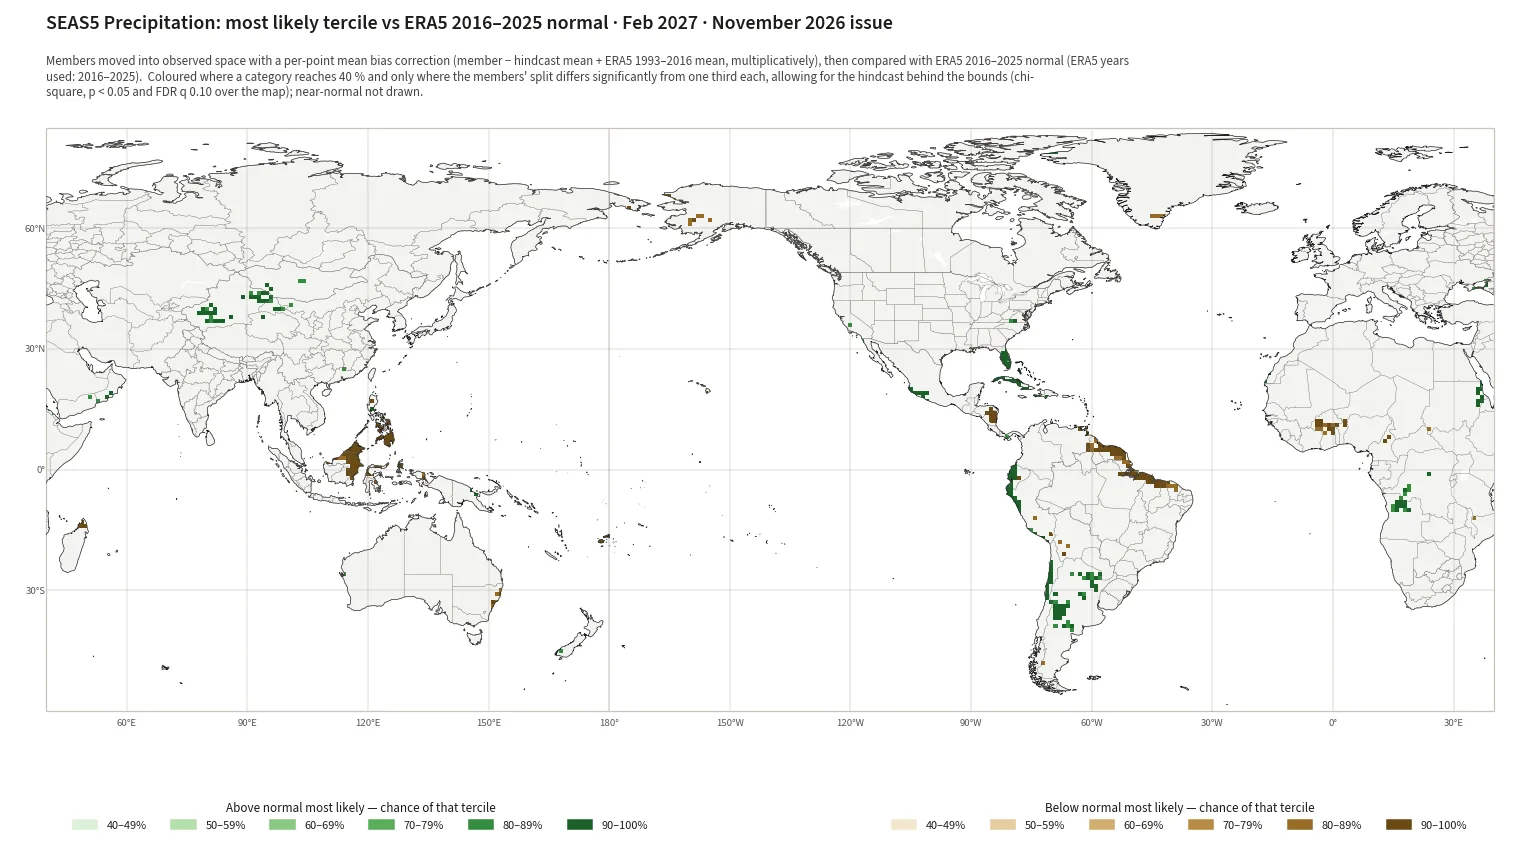 SEAS5 Precipitation: most likely tercile vs ERA5 2016–2025 normal · Feb 2027 · November 2026 issue
Members moved into observed space with a per-point mean bias correction (member − hindcast mean + ERA5 1993–2016 mean, multiplicatively), then compared with ERA5 2016–2025 normal (ERA5 years
used: 2016–2025).  Coloured where a category reaches 40 % and only where the members' split differs significantly from one third each, allowing for the hindcast behind the bounds (chi-
square, p < 0.05 and FDR q 0.10 over the map); near-normal not drawn.
60°N
30°N
0°
30°S
60°E 90°E 120°E 150°E 180° 150°W 120°W 90°W 60°W 30°W 0° 30°E
Above normal most likely — chance of that tercile
40–49% 50–59% 60–69% 70–79% 80–89% 90–100%
Below normal most likely — chance of that tercile
40–49% 50–59% 60–69% 70–79% 80–89% 90–100%